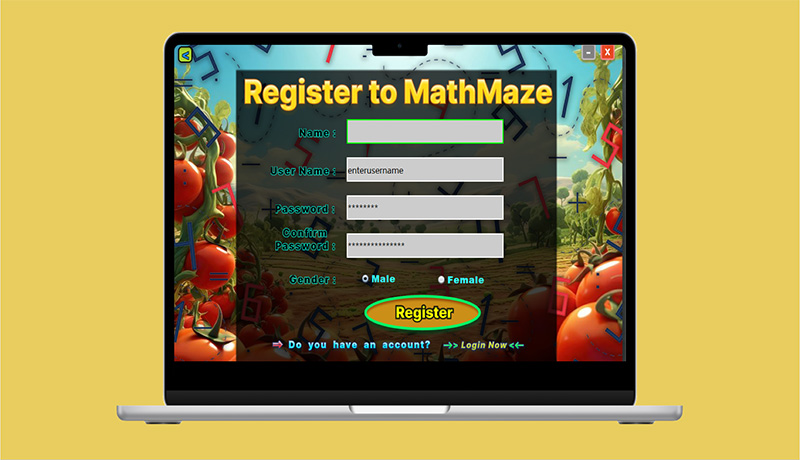 - X
Register to MathMaze
Name :
User Name :
enterusername
Password :
********
Confirm
Password :
***************
Gender :
Male
Female
Register
⇨ Do you have an account? →>> Login Now <<←